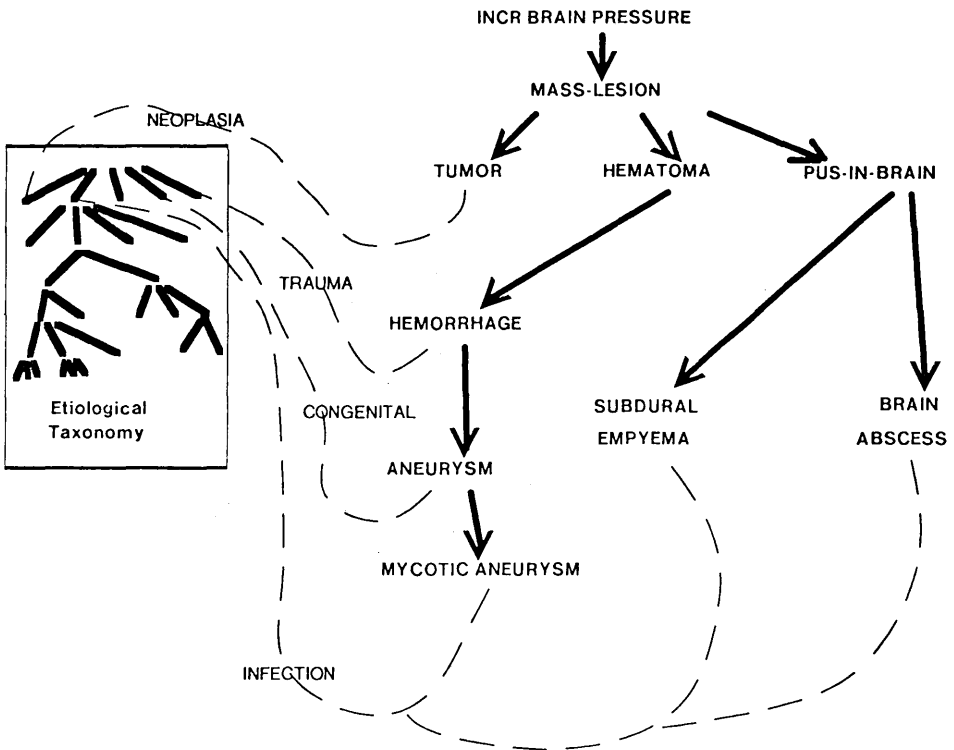 INCR BRAIN PRESSURE
MASS-LESION
NEOPLASIA
TUMOR
HEMATOMA
PUS-IN-BRAIN
TRAUMA
HEMORRHAGE
Etiological
Taxonomy
CONGENITAL
SUBDURAL
EMPYEMA
BRAIN
ABSCESS
ANEURYSM
MYCOTIC ANEURYSM
INFECTION